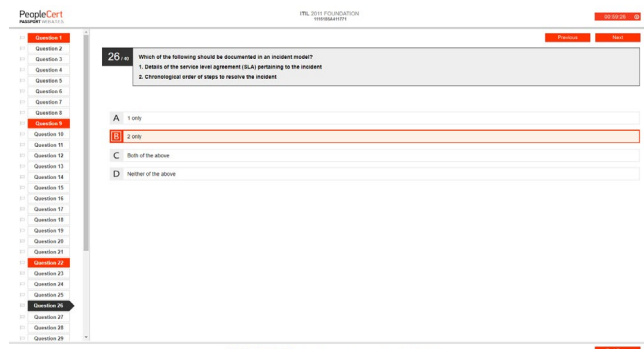 PeopleCert
ITIL 2011 FOUNDATION
Previous
Next
Question 1
Question 2
Question 3
Question 4
Question 5
Question 6
Question 7
Question 8
Question 9
Question 10
Question 11
Question 12
Question 13
Question 14
Question 15
Question 16
Question 17
Question 18
Question 19
Question 20
Question 21
Question 22
Question 23
Question 24
Question 25
Question 26
Question 27
Question 28
Question 29
26 / 40
Which of the following should be documented in an incident model?
1. Details of the service level agreement (SLA) pertaining to the incident
2. Chronological order of steps to resolve the incident
A 1 only
B 2 only
C Both of the above
D Neither of the above